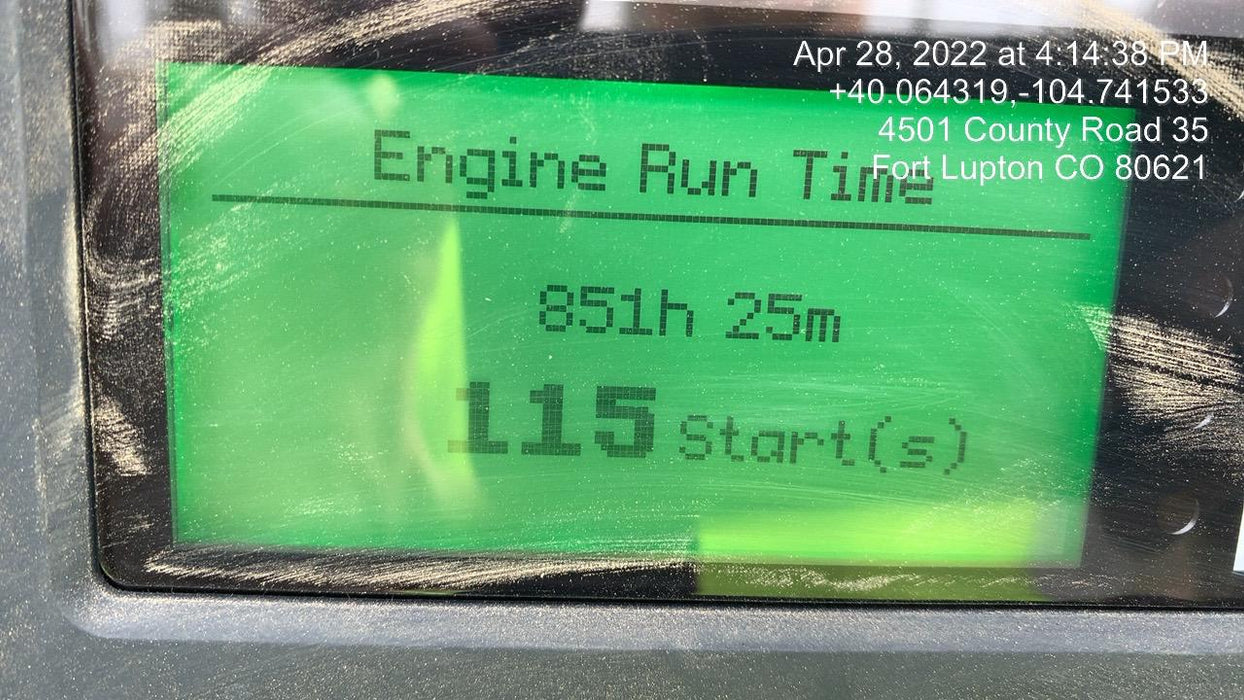 Apr 28, 2022 at 4:14:38 PM
+40.064319,-104.741533
4501 County Road 35
Fort Lupton CO 80621
Engine Run Time
851h 25m
115 Start(s)